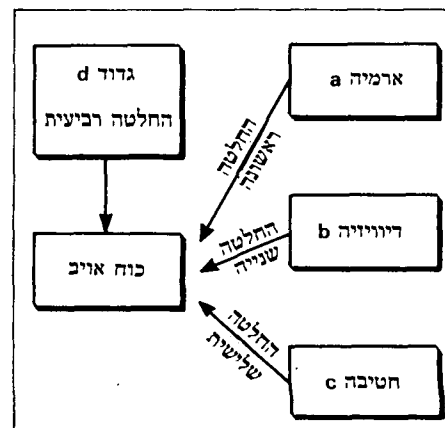 ארמיה a
גדוד d
החלטה רביעית
החלטה
ראשונה
דיוויזיה b
החלטה
שנייה
כוח אויב
החלטה
שלישית
חטיבה c